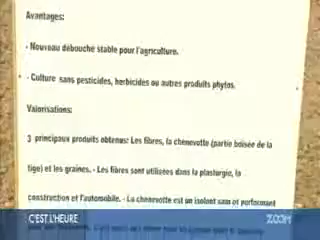 Avantages:
- Nouveau débouché stable pour l'agriculture.
- Culture sans pesticides, herbicides ou autres produits phytos.
Valorisations:
3 principaux produits obtenus: Les fibres, la chènevotte (partie boisée de la
tige) et les graines. - Les fibres sont utilisées dans la plasturgie, la
construction et l'automobile. - La chènevotte est un isolant sain et performant
C'EST L'HEURE
ZOOM